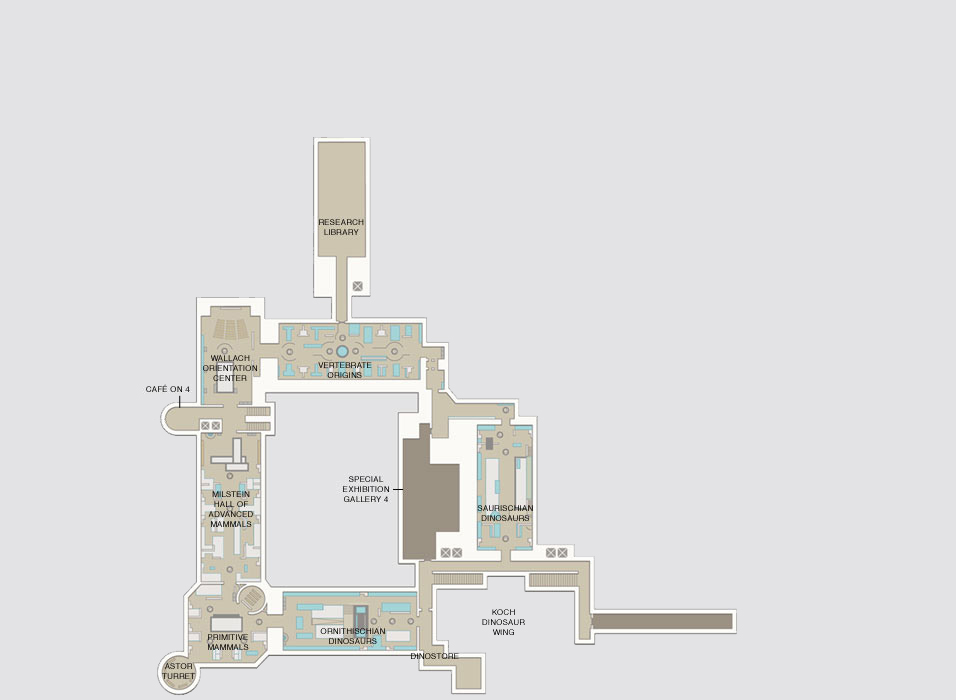 RESEARCH
LIBRARY
WALLACH
ORIENTATION
CENTER
VERTEBRATE
ORIGINS
CAFÉ ON 4
SPECIAL
EXHIBITION
GALLERY 4
MILSTEIN
HALL OF
ADVANCED
MAMMALS
SAURISCHIAN
DINOSAURS
KOCH
DINOSAUR
WING
PRIMITIVE
MAMMALS
ORNITHISCHIAN
DINOSAURS
DINOSTORE
ASTOR
TURRET